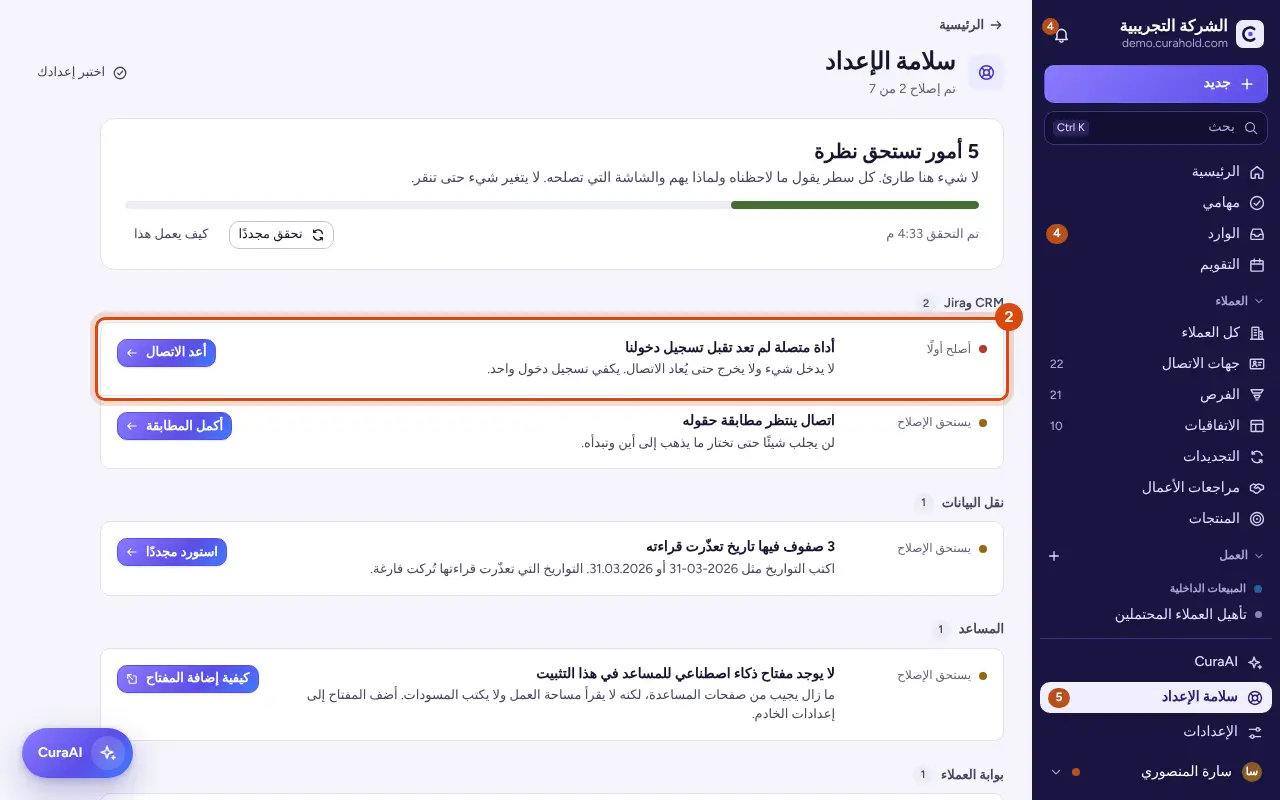 الشركة التجريبية
demo.curahold.com
4
جديد
بحث
Ctrl K
الرئيسية
مهامي
الوارد
4
التقويم
العملاء
كل العملاء
جهات الاتصال
22
الفرص
21
الاتفاقيات
10
التجديدات
مراجعات الأعمال
المنتجات
العمل
المبيعات الداخلية
تأهيل العملاء المحتملين
CuraAI
سلامة الإعداد
5
الإعدادات
سا
سارة المنصوري
الرئيسية
سلامة الإعداد
تم إصلاح 2 من 7
اختبر إعدادك
5 أمور تستحق نظرة
لا شيء هنا طارئ. كل سطر يقول ما لاحظناه ولماذا يهم والشاشة التي تصلحه. لا يتغير شيء حتى تنقر.
تم التحقق 4:33 م
تحقق مجددًا
كيف يعمل هذا
CRM وJira
2
2
أصلح أولًا
أداة متصلة لم تعد تقبل تسجيل دخولنا
لا يدخل شيء ولا يخرج حتى يُعاد الاتصال. يكفي تسجيل دخول واحد.
أعد الاتصال
يستحق الإصلاح
اتصال ينتظر مطابقة حقوله
لن يجلب شيئًا حتى تختار ما يذهب إلى أين وتبدأه.
أكمل المطابقة
نقل البيانات
1
يستحق الإصلاح
3 صفوف فيها تاريخ تعذّرت قراءته
اكتب التواريخ مثل 2026-03-31 أو 31.03.2026. التواريخ التي تعذّرت قراءتها تُركت فارغة.
استورد مجددًا
المساعد
1
يستحق الإصلاح
لا يوجد مفتاح ذكاء اصطناعي للمساعد في هذا التثبيت
ما زال يجيب من صفحات المساعدة، لكنه لا يقرأ مساحة العمل ولا يكتب المسودات. أضف المفتاح إلى
إعدادات الخادم.
كيفية إضافة المفتاح
بوابة العملاء
1
CuraAI